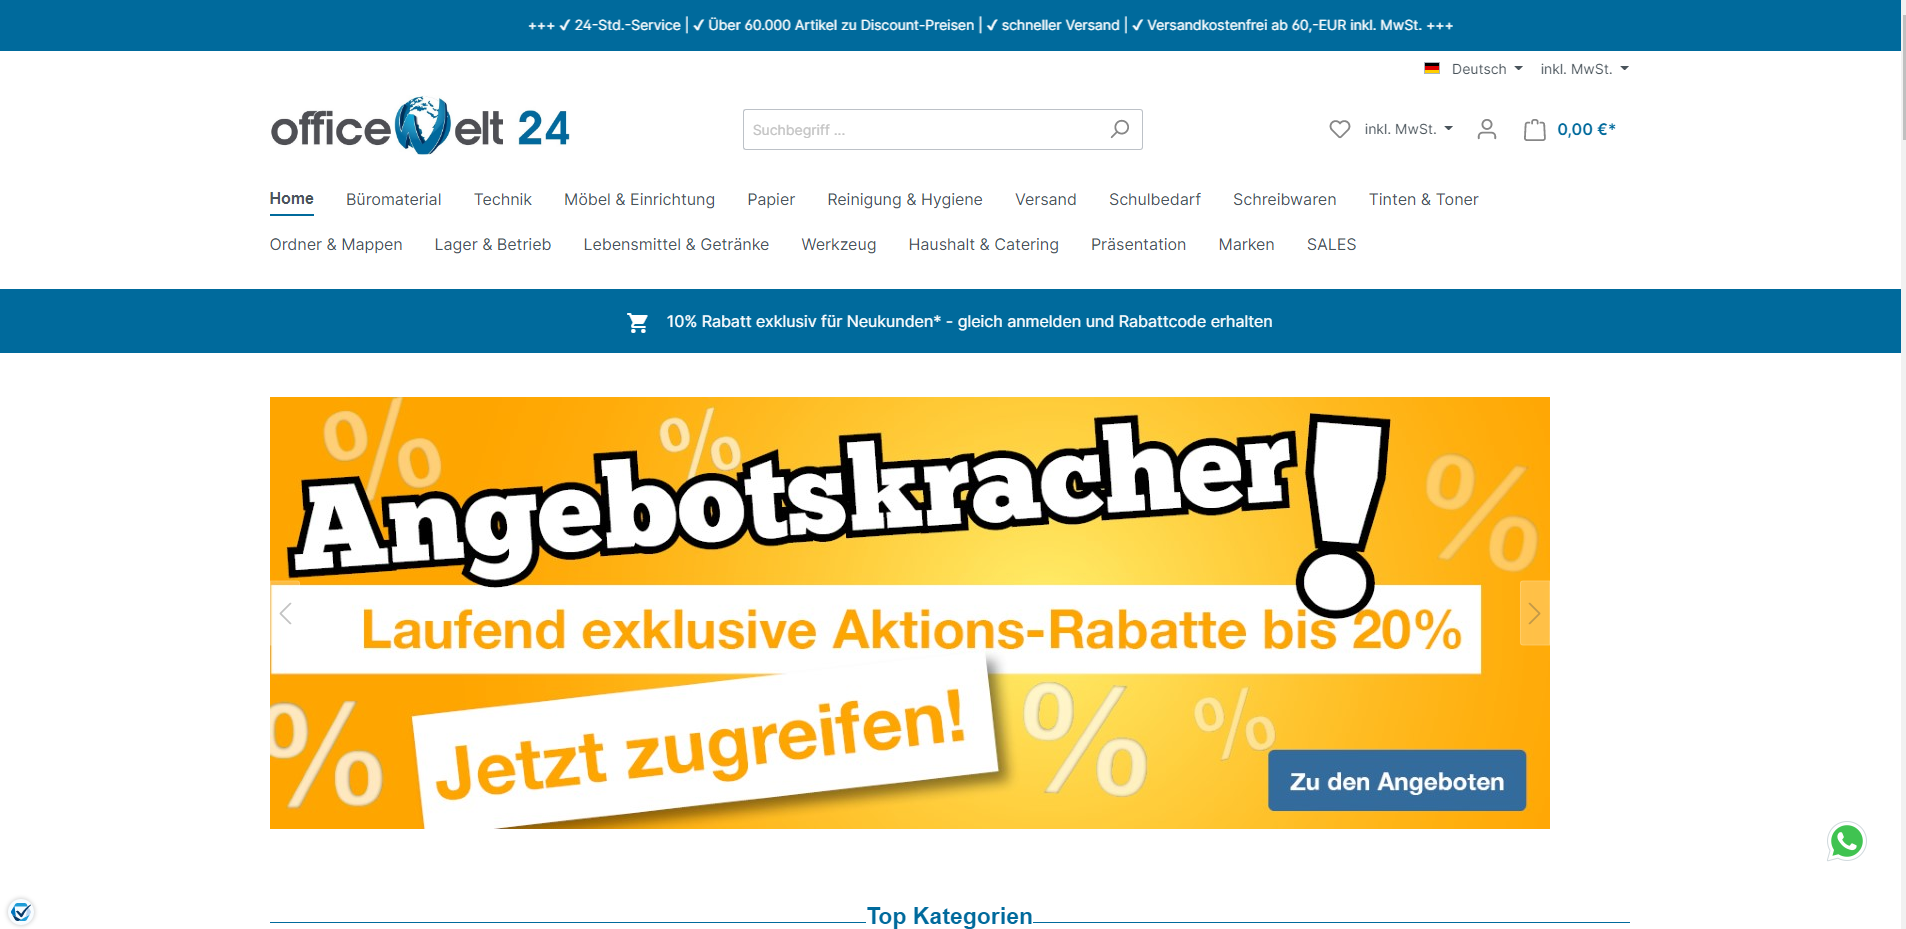 +++ ✓ 24-Std.-Service | ✓ Über 60.000 Artikel zu Discount-Preisen | ✓ schneller Versand | ✓ Versandkostenfrei ab 60,-EUR inkl. MwSt. +++
Deutsch inkl. MwSt.
officeWelt 24
Suchbegriff ...
inkl. MwSt. 0,00 €*
Home Büromaterial Technik Möbel & Einrichtung Papier Reinigung & Hygiene Versand Schulbedarf Schreibwaren Tinten & Toner
Ordner & Mappen Lager & Betrieb Lebensmittel & Getränke Werkzeug Haushalt & Catering Präsentation Marken SALES
10% Rabatt exklusiv für Neukunden* - gleich anmelden und Rabattcode erhalten
% % %
Angebotskracher!
Laufend exklusive Aktions-Rabatte bis 20%
% % %
Jetzt zugreifen!
Zu den Angeboten
Top Kategorien